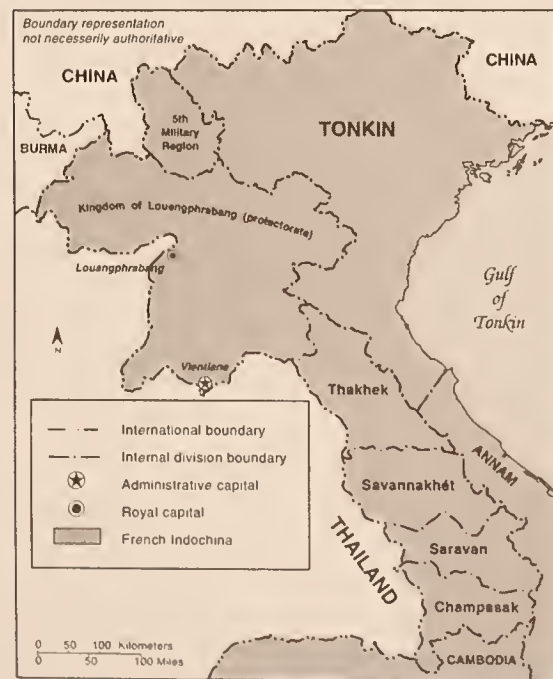 Boundary representation
not necesserily authoritative
CHINA
CHINA
5th
Military
Region
TONKIN
BURMA
Kingdom of Louengphrabang (protectorate)
Louangphrabang
Gulf
of
Tonkin
N
Vientiane
Thakhek
International boundary
Internal division boundary
Administrative capital
Royal capital
French Indochina
ANNAM
Savannakhét
THAILAND
Saravan
Champasak
CAMBODIA
0 50 100 Kilometers
0 50 100 Miles